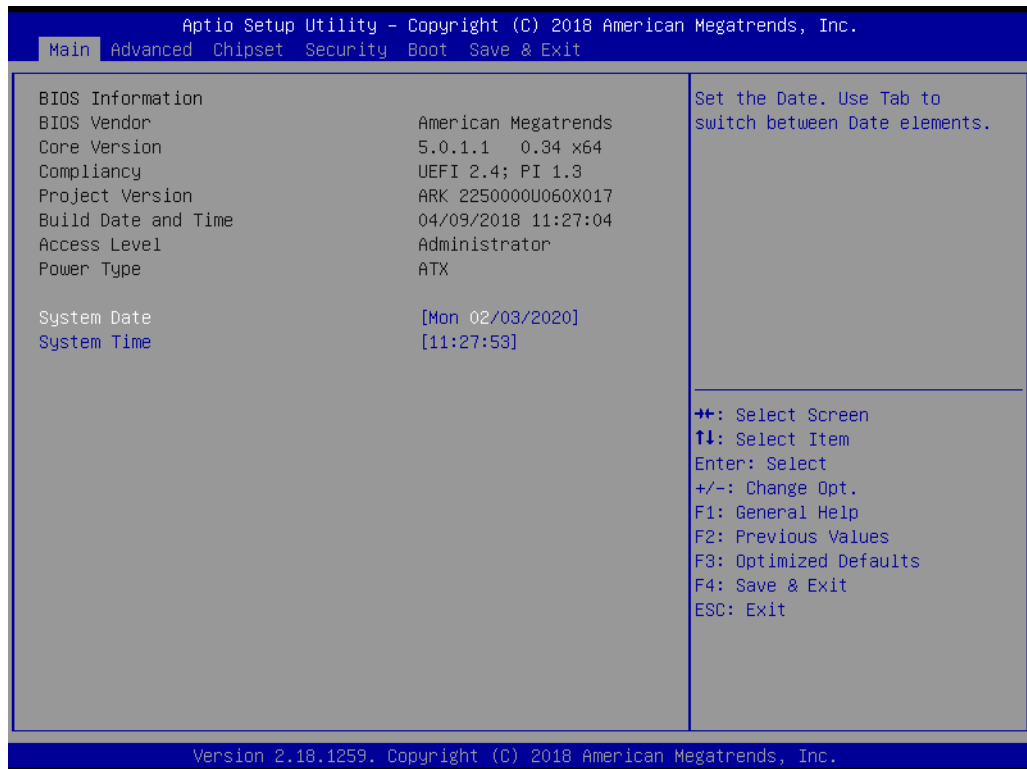 Aptio Setup Utility – Copyright (C) 2018 American Megatrends, Inc.
Main Advanced Chipset Security Boot Save & Exit
BIOS Information
BIOS Vendor American Megatrends
Core Version 5.0.1.1 0.34 x64
Compliancy UEFI 2.4; PI 1.3
Project Version ARK 2250000U060X017
Build Date and Time 04/09/2018 11:27:04
Access Level Administrator
Power Type ATX
System Date [Mon 02/03/2020]
System Time [11:27:53]
Set the Date. Use Tab to
switch between Date elements.
→←: Select Screen
↑↓: Select Item
Enter: Select
+/-: Change Opt.
F1: General Help
F2: Previous Values
F3: Optimized Defaults
F4: Save & Exit
ESC: Exit
Version 2.18.1259. Copyright (C) 2018 American Megatrends, Inc.